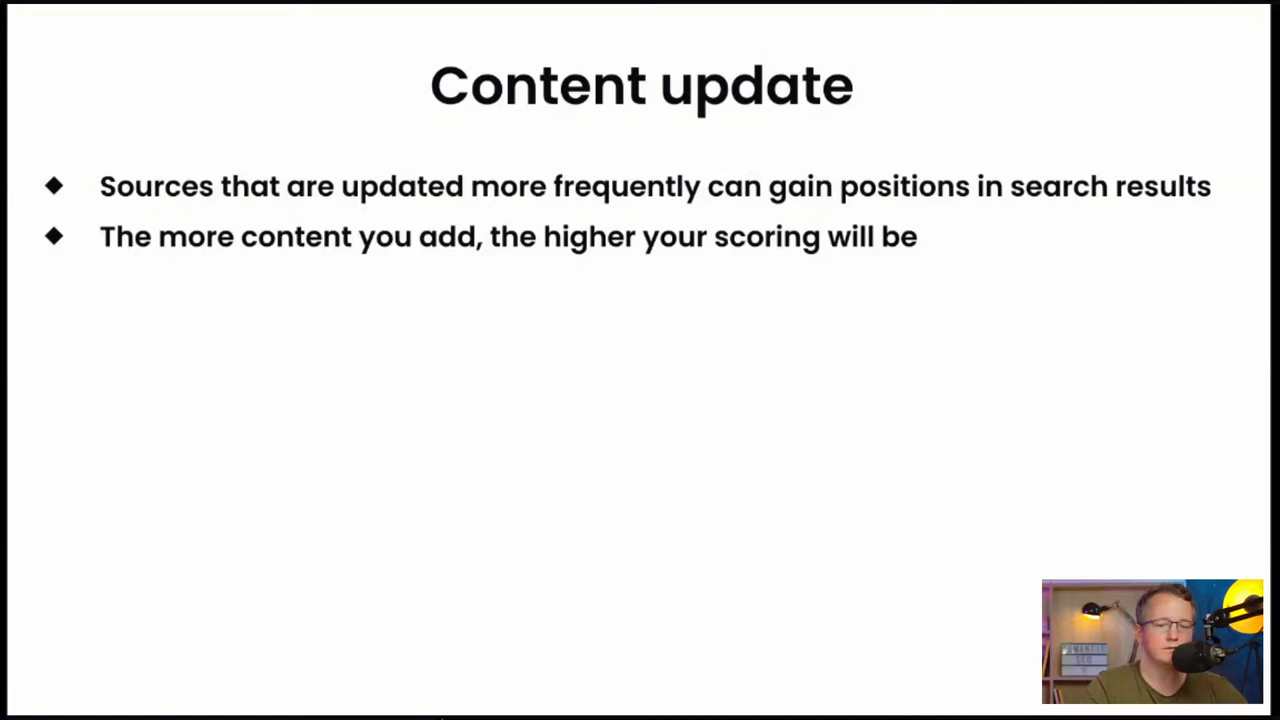 Content update
◆ Sources that are updated more frequently can gain positions in search results
◆ The more content you add, the higher your scoring will be
SEO